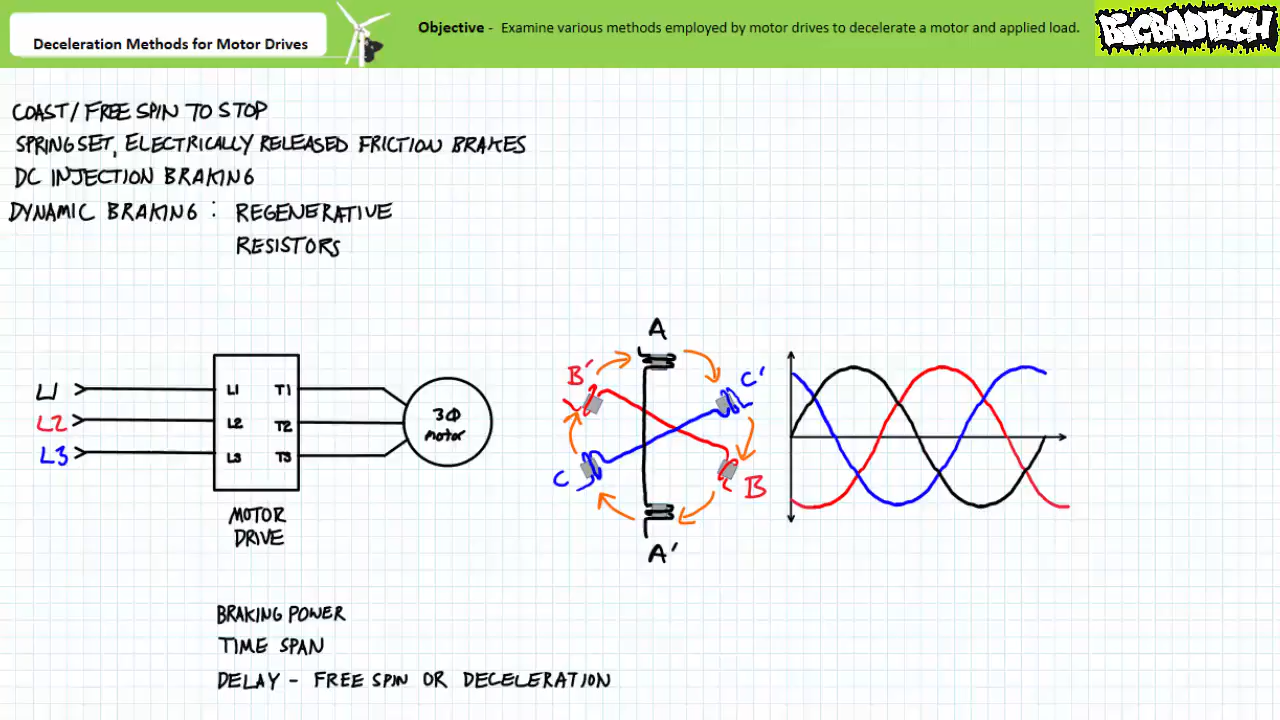 Deceleration Methods for Motor Drives
Objective - Examine various methods employed by motor drives to decelerate a motor and applied load.
BIGBADTECH
COAST/FREE SPIN TO STOP
SPRING SET, ELECTRICALLY RELEASED FRICTION BRAKES
DC INJECTION BRAKING
DYNAMIC BRAKING : REGENERATIVE
RESISTORS
L1
L2
L3
L1 T1
L2 T2
L3 T3
3Φ
motor
MOTOR
DRIVE
A
B' C'
C B
A'
BRAKING POWER
TIME SPAN
DELAY - FREE SPIN OR DECELERATION